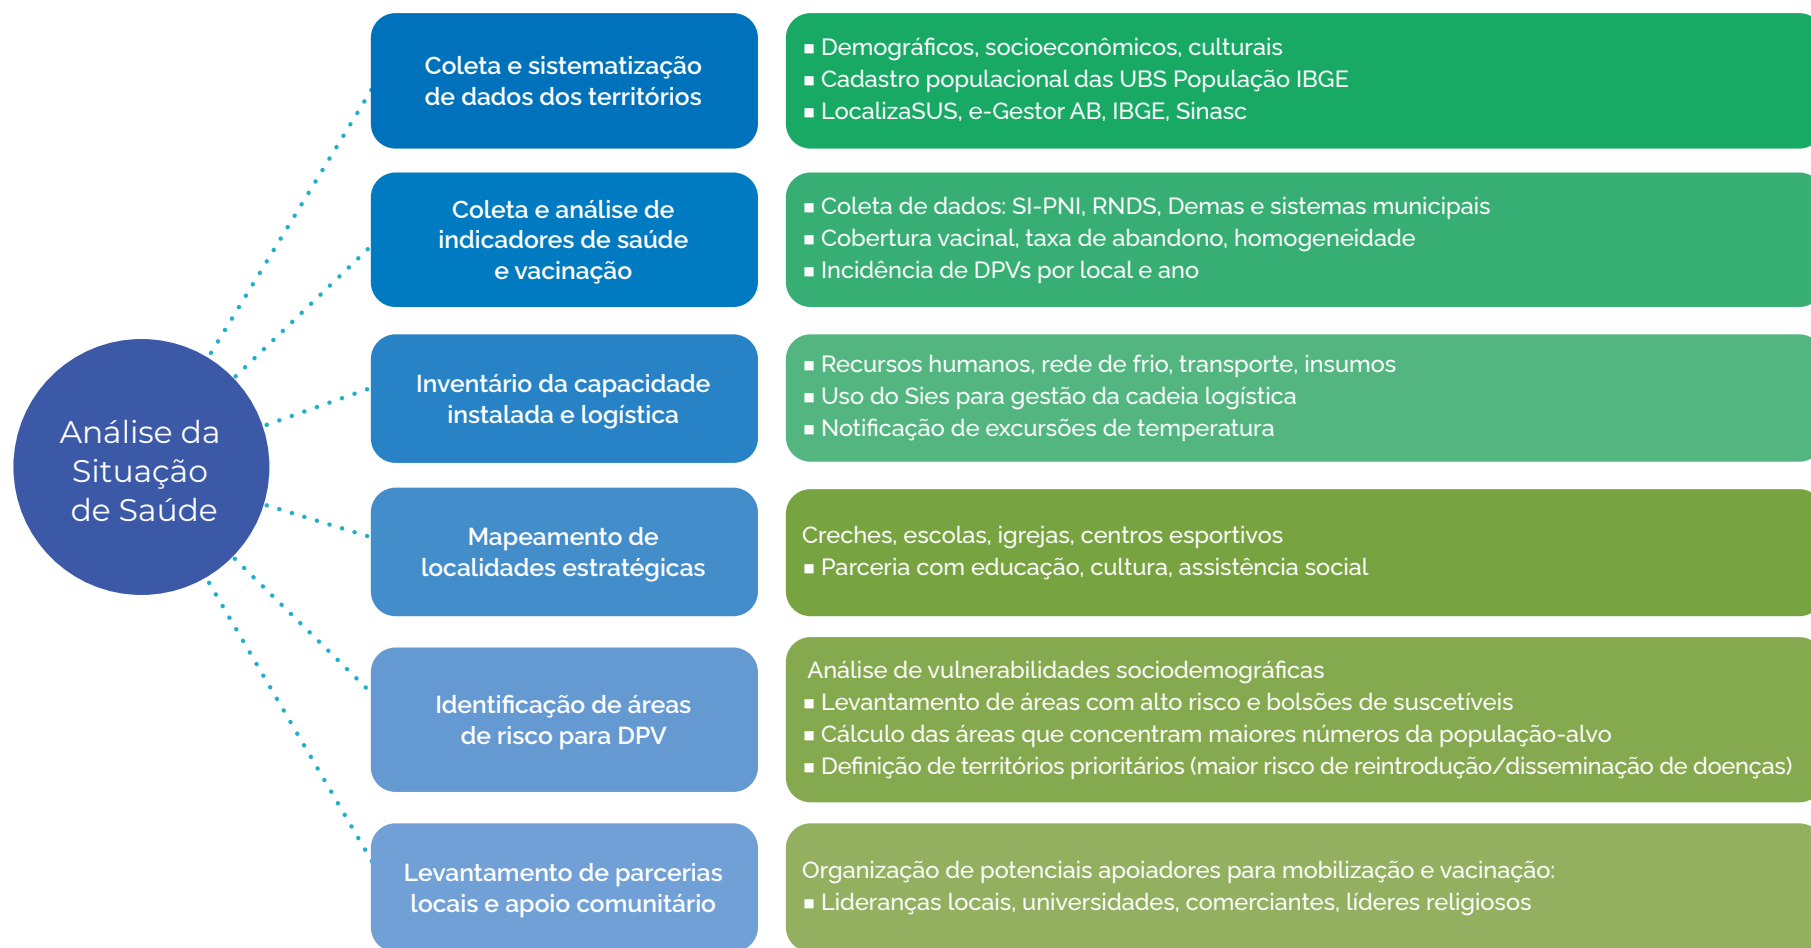 Análise da
Situação
de Saúde
Coleta e sistematização
de dados dos territórios
▪ Demográficos, socioeconômicos, culturais
▪ Cadastro populacional das UBS População IBGE
▪ LocalizaSUS, e-Gestor AB, IBGE, Sinasc
Coleta e análise de
indicadores de saúde
e vacinação
▪ Coleta de dados: SI-PNI, RNDS, Demas e sistemas municipais
▪ Cobertura vacinal, taxa de abandono, homogeneidade
▪ Incidência de DPVs por local e ano
Inventário da capacidade
instalada e logística
▪ Recursos humanos, rede de frio, transporte, insumos
▪ Uso do Sies para gestão da cadeia logística
▪ Notificação de excursões de temperatura
Mapeamento de
localidades estratégicas
Creches, escolas, igrejas, centros esportivos
▪ Parceria com educação, cultura, assistência social
Identificação de áreas
de risco para DPV
Análise de vulnerabilidades sociodemográficas
▪ Levantamento de áreas com alto risco e bolsões de suscetíveis
▪ Cálculo das áreas que concentram maiores números da população-alvo
▪ Definição de territórios prioritários (maior risco de reintrodução/disseminação de doenças)
Levantamento de parcerias
locais e apoio comunitário
Organização de potenciais apoiadores para mobilização e vacinação:
▪ Lideranças locais, universidades, comerciantes, líderes religiosos